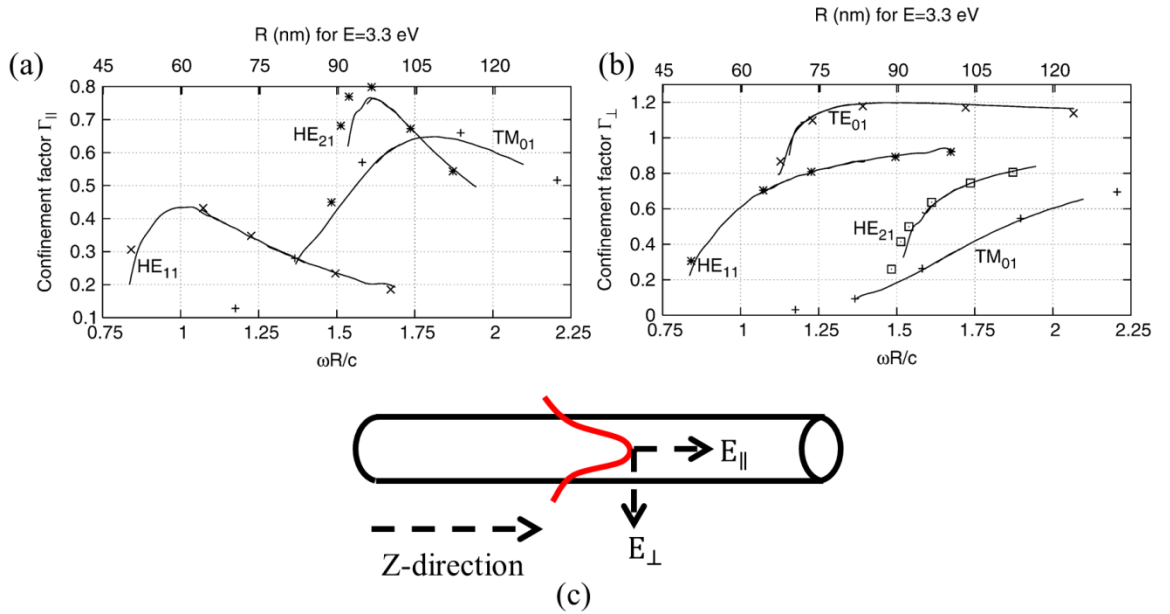 R (nm) for E=3.3 eV
(a)
45 60 75 90 105 120
Confinement factor Γ∥
0.8
0.7
0.6
0.5
0.4
0.3
0.2
0.1
HE21
TM01
HE11
0.75 1 1.25 1.5 1.75 2 2.25
ωR/c
R (nm) for E=3.3 eV
(b)
45 60 75 90 105 120
Confinement factor Γ⊥
1.2
1
0.8
0.6
0.4
0.2
0
TE01
HE21
HE11
TM01
0.75 1 1.25 1.5 1.75 2 2.25
ωR/c
E∥
E⊥
Z-direction
(c)